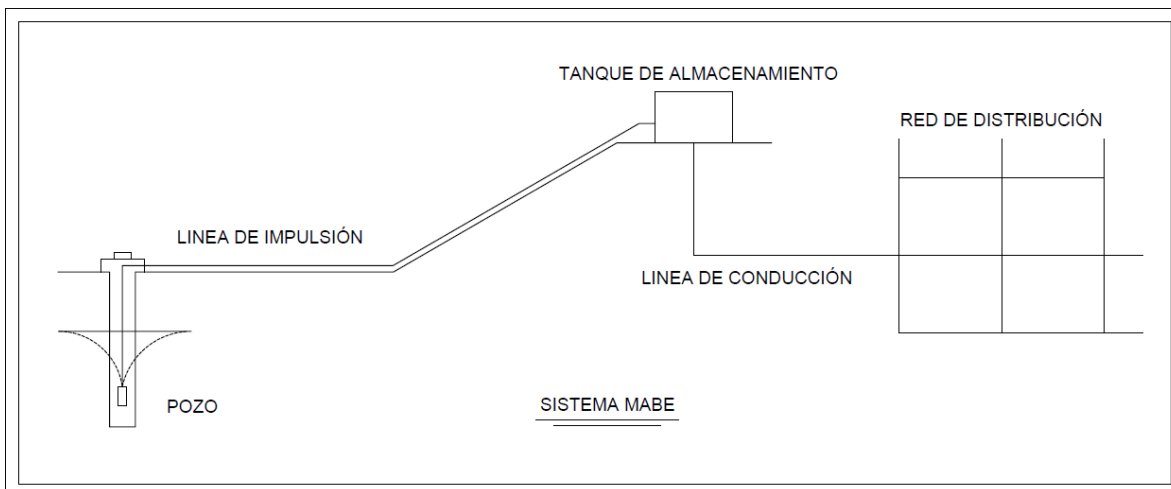 TANQUE DE ALMACENAMIENTO
RED DE DISTRIBUCIÓN
LINEA DE IMPULSIÓN
LINEA DE CONDUCCIÓN
POZO
SISTEMA MABE